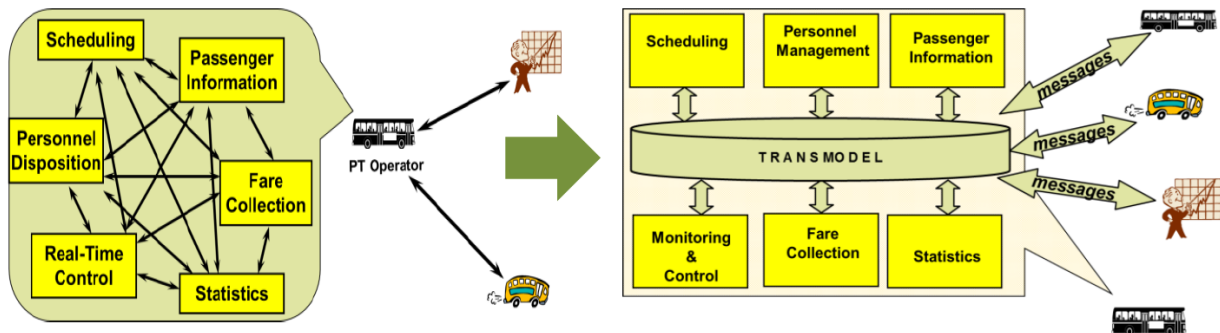 Scheduling
Passenger
Information
Personnel
Disposition
Fare
Collection
Real-Time
Control
Statistics
PT Operator
Scheduling
Personnel
Management
Passenger
Information
TRANSMODEL
Monitoring
&
Control
Fare
Collection
Statistics
messages
messages
messages